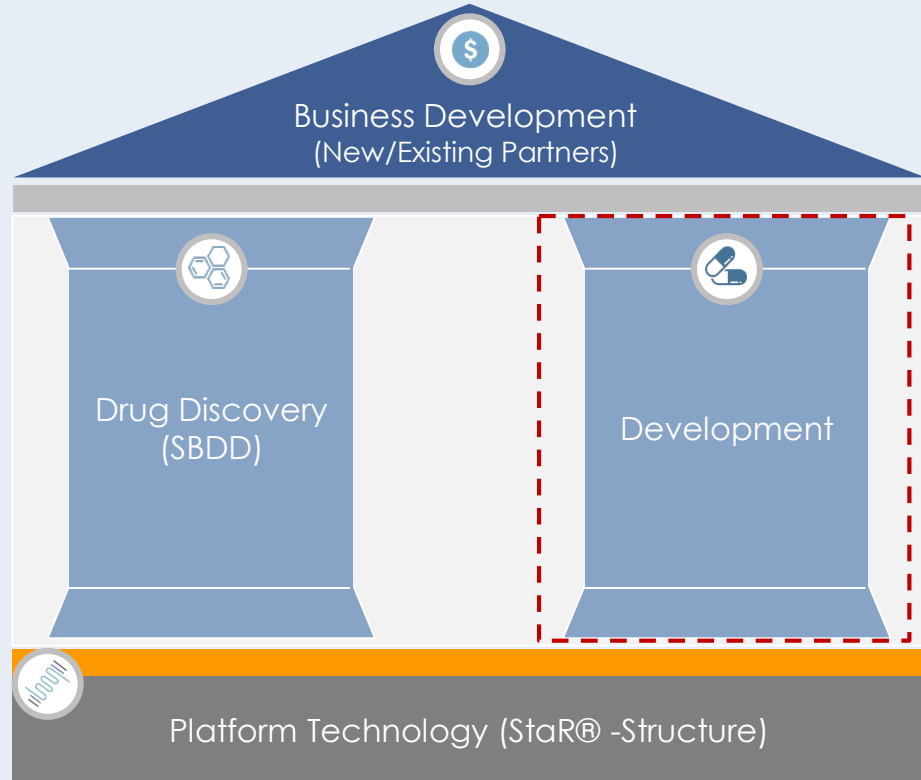 $
Business Development
(New/Existing Partners)
Drug Discovery
(SBDD)
Development
Platform Technology (StaR® -Structure)